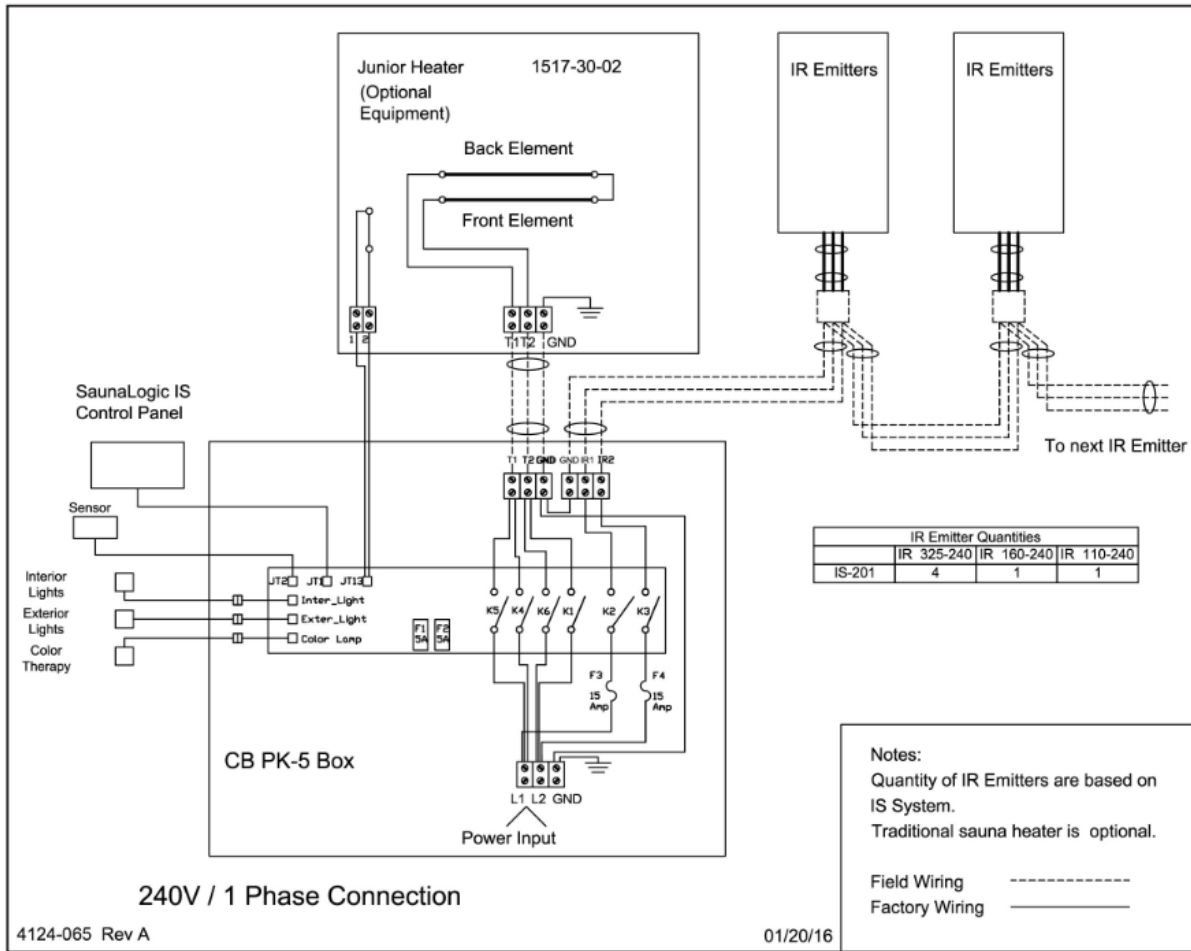 Junior Heater 1517-30-02
(Optional
Equipment)
Back Element
Front Element
1 2
T1 T2 GND
IR Emitters
IR Emitters
To next IR Emitter
SaunaLogic IS
Control Panel
Sensor
Interior
Lights
Exterior
Lights
Color
Therapy
T1 T2 GND GND IR1 IR2
JT2 JT1 JT13
Inter_Light
Exter_Light
Color Lamp
F1
5A
F2
5A
K5 K4 K6 K1 K2 K3
F3
15
Amp
F4
15
Amp
CB PK-5 Box
L1 L2 GND
Power Input
IR Emitter Quantities
IR 325-240 IR 160-240 IR 110-240
IS-201 4 1 1
Notes:
Quantity of IR Emitters are based on
IS System.
Traditional sauna heater is optional.
Field Wiring
Factory Wiring
240V / 1 Phase Connection
4124-065 Rev A
01/20/16